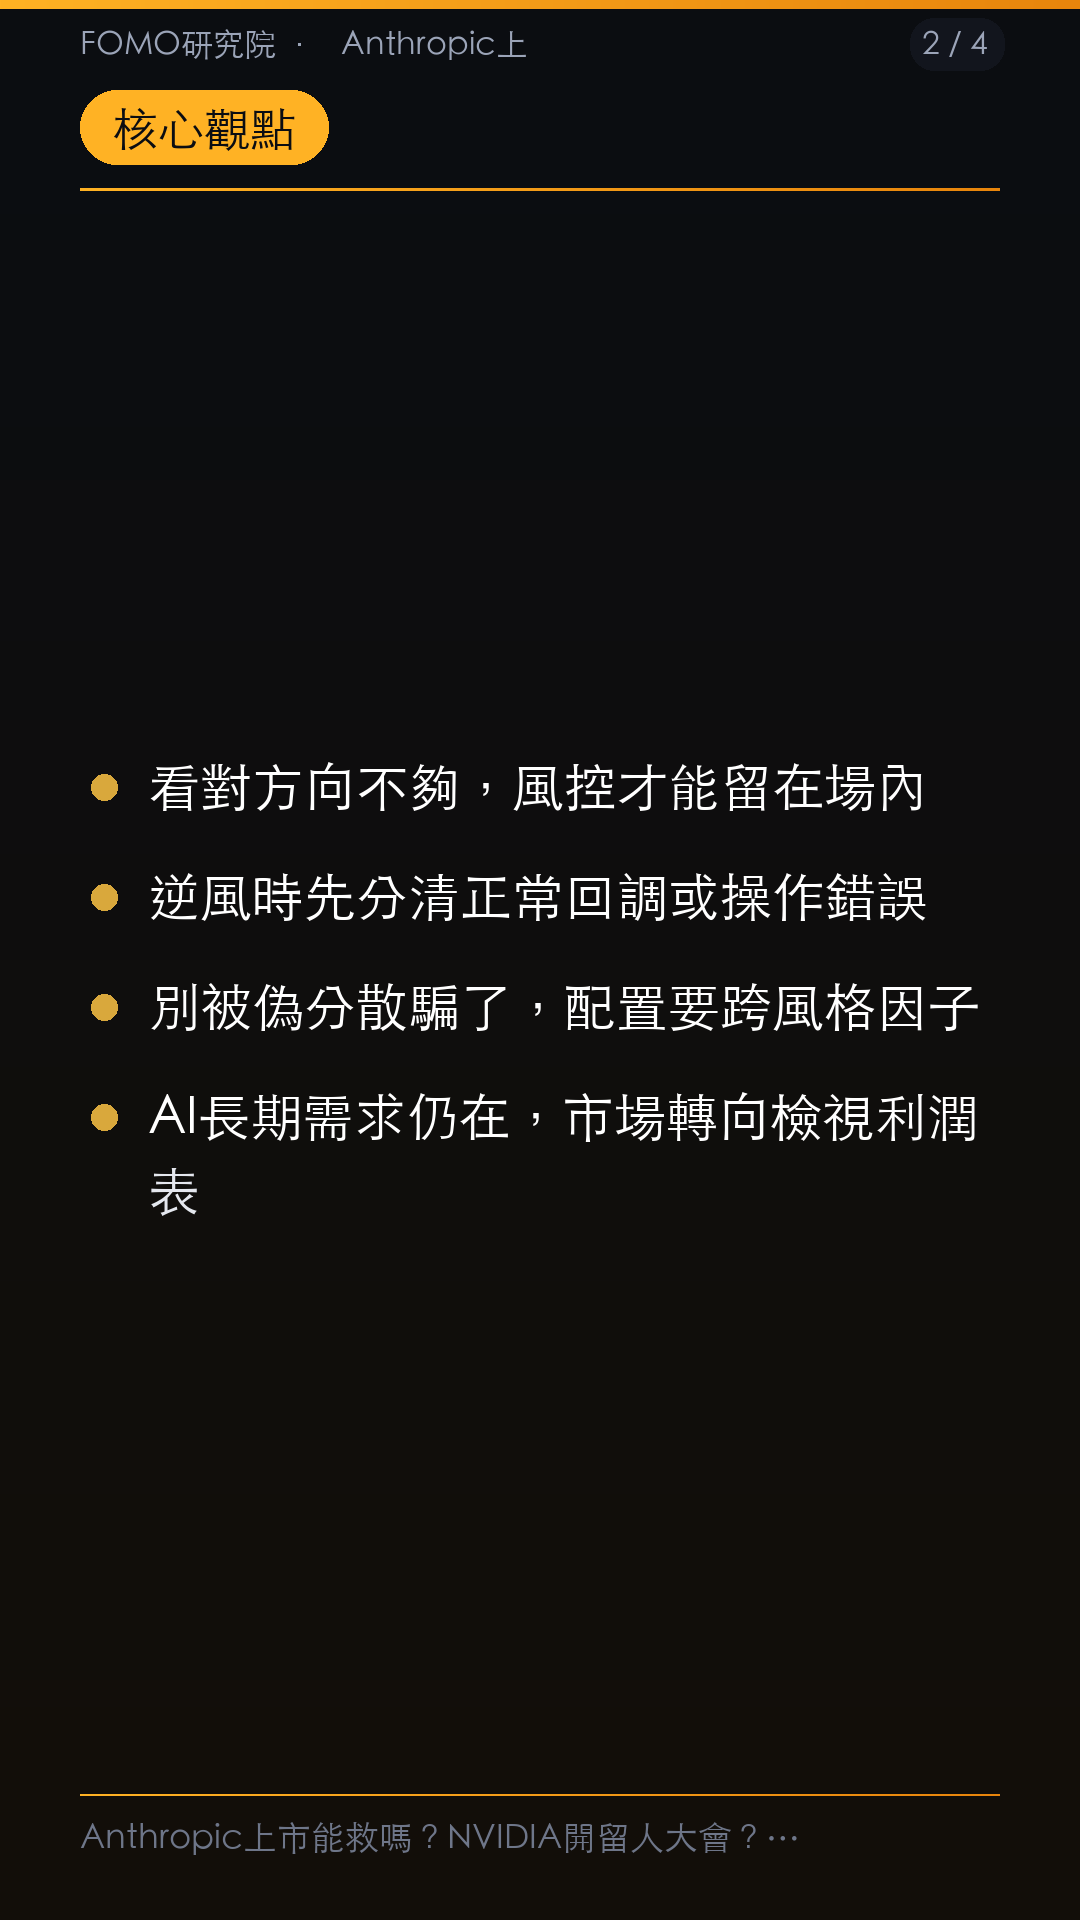 FOMO研究院 · Anthropic上
2 / 4
核心觀點
看對方向不夠，風控才能留在場內
逆風時先分清正常回調或操作錯誤
別被偽分散騙了，配置要跨風格因子
AI長期需求仍在，市場轉向檢視利潤
表
Anthropic上市能救嗎？NVIDIA開留人大會？⋯